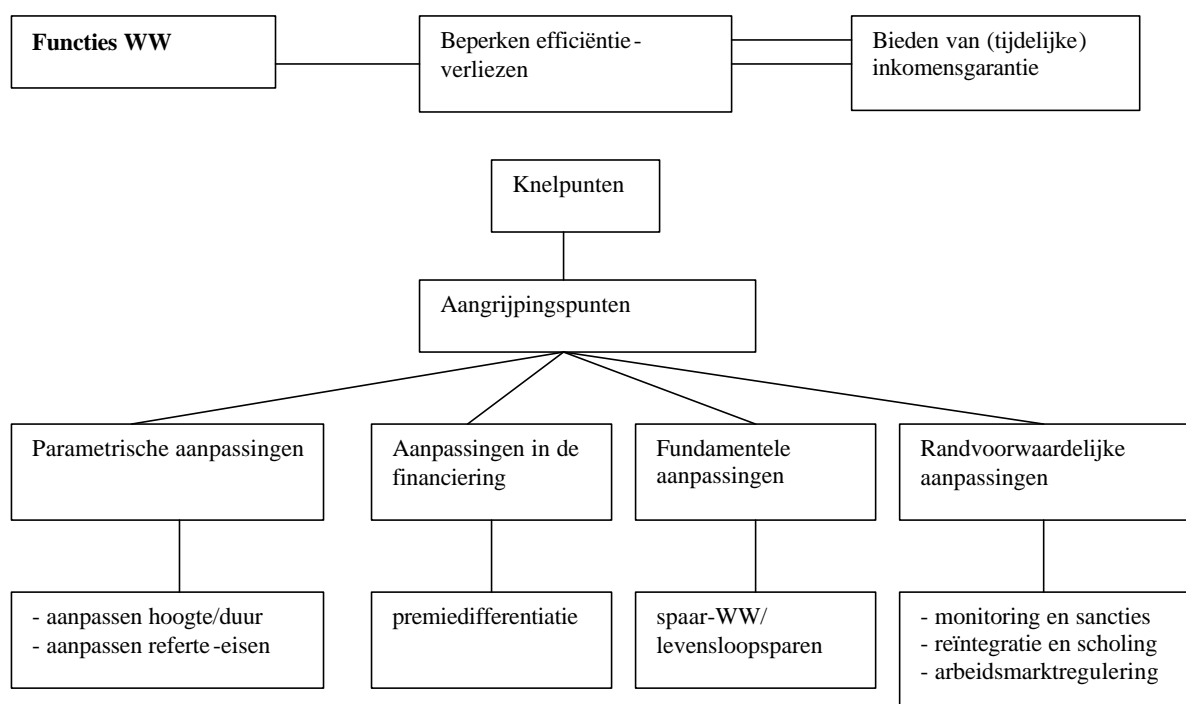 Functies WW
Beperken efficiëntie-
verliezen
Bieden van (tijdelijke)
inkomensgarantie
Knelpunten
Aangrijpingspunten
Parametrische aanpassingen
Aanpassingen in de
financiering
Fundamentele
aanpassingen
Randvoorwaardelijke
aanpassingen
- aanpassen hoogte/duur
- aanpassen referte-eisen
premiedifferentiatie
spaar-WW/
levensloopsparen
- monitoring en sancties
- reïntegratie en scholing
- arbeidsmarktregulering